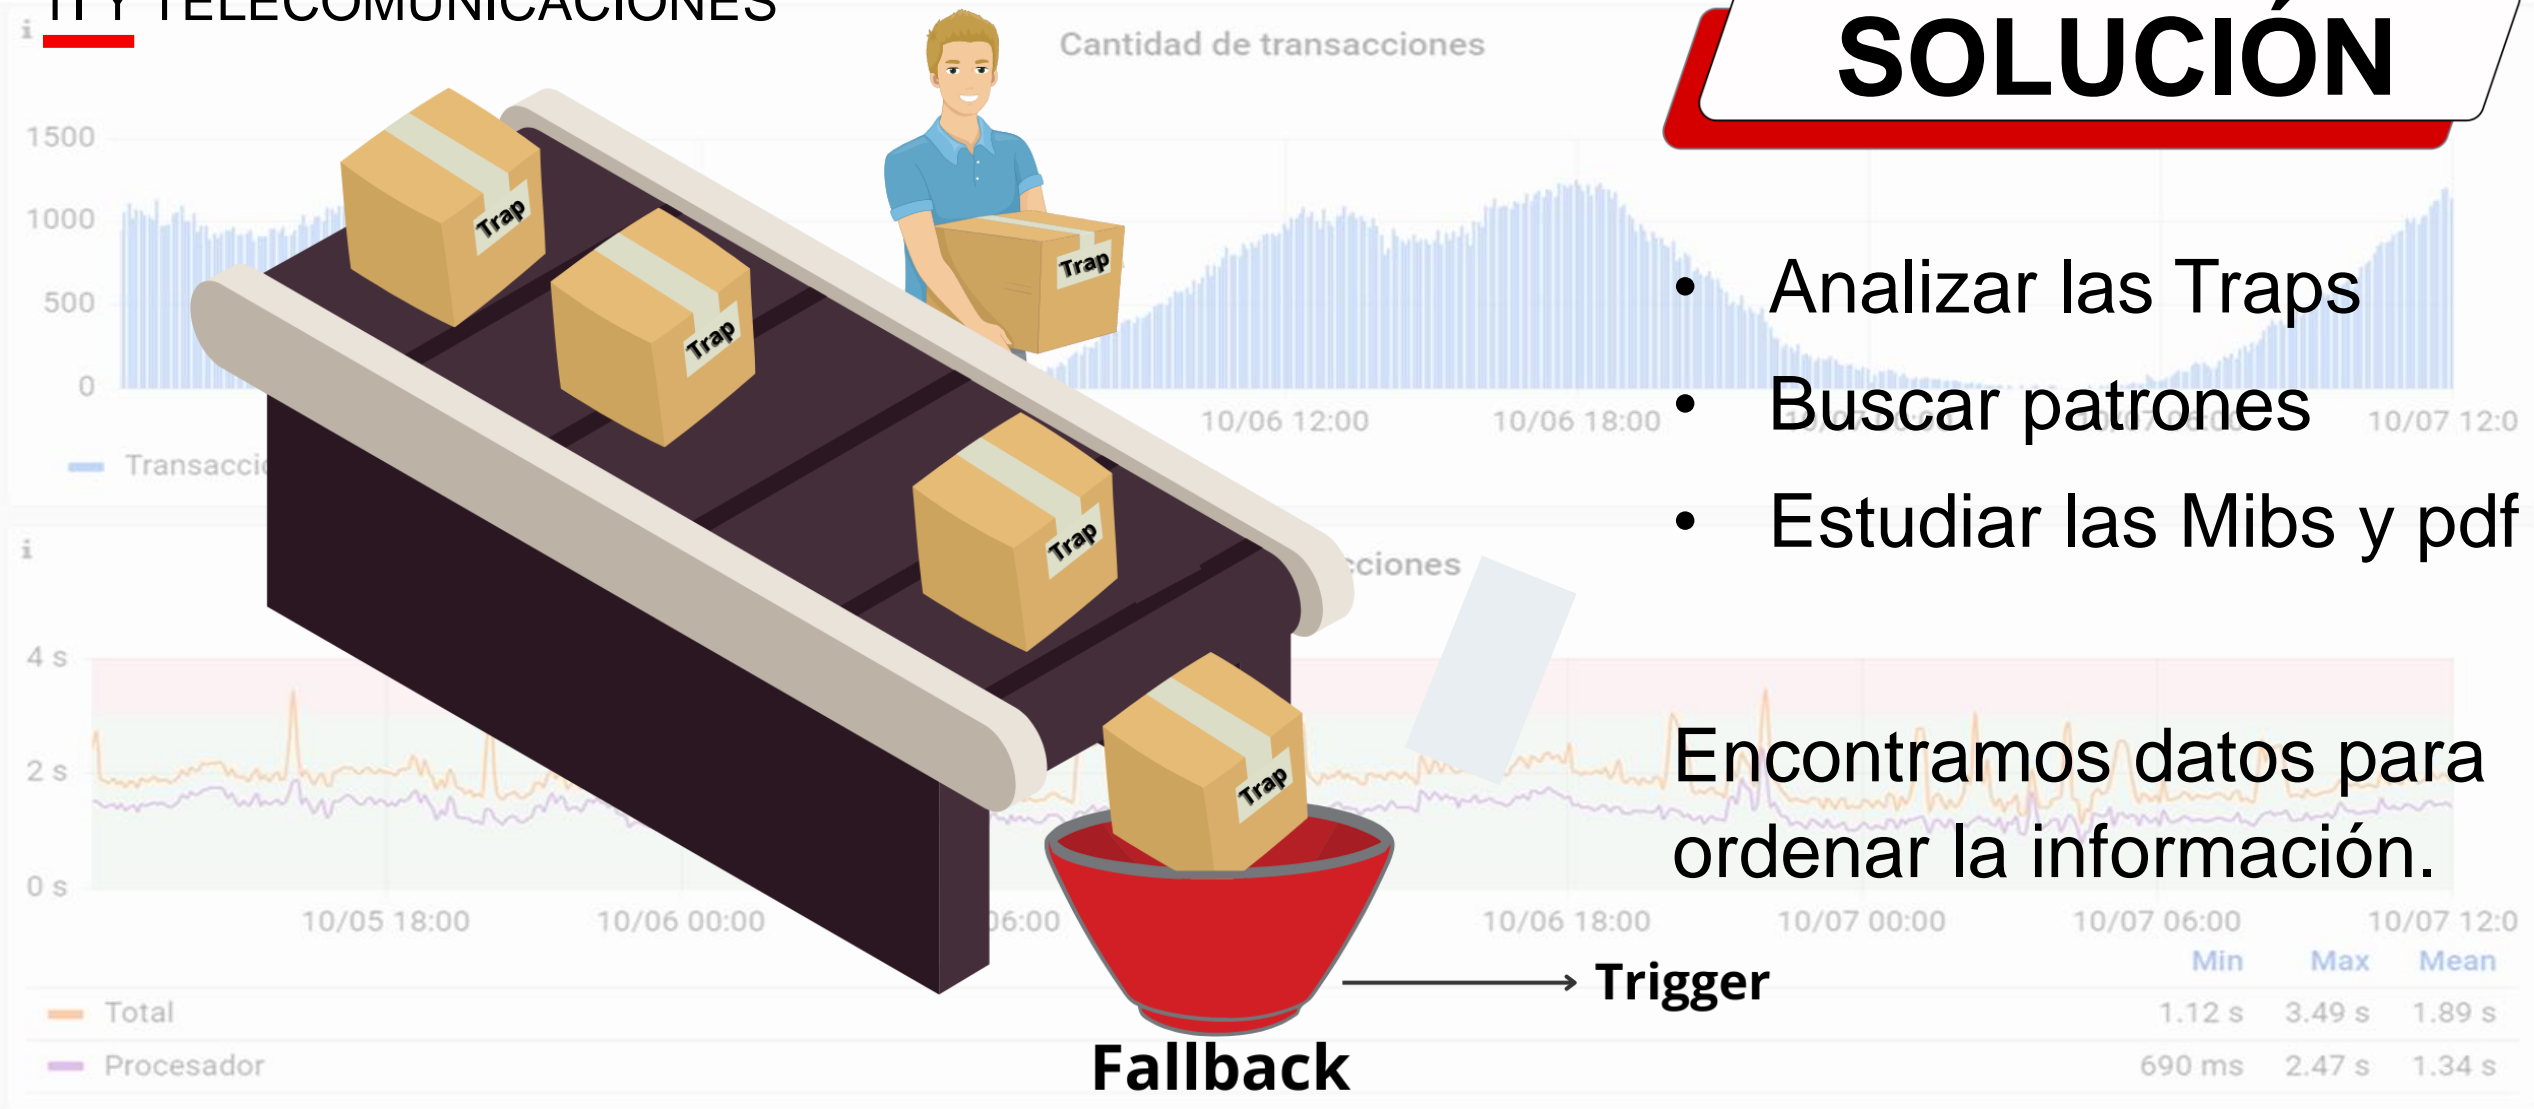 TI Y TELECOMUNICACIONES
SOLUCIÓN
i
Cantidad de transacciones
1500
1000
500
0
10/06 12:00
10/06 18:00
10/07 12:0
Trap
Trap
Trap
Trap
Trap
• Analizar las Traps
• Buscar patrones
• Estudiar las Mibs y pdf
Encontramos datos para
ordenar la información.
i
4 s
2 s
0 s
10/05 18:00
10/06 00:00
06:00
10/06 18:00
10/07 00:00
10/07 06:00
10/07 12:0
Min Max Mean
Total 1.12 s 3.49 s 1.89 s
Procesador 690 ms 2.47 s 1.34 s
Trigger
Fallback